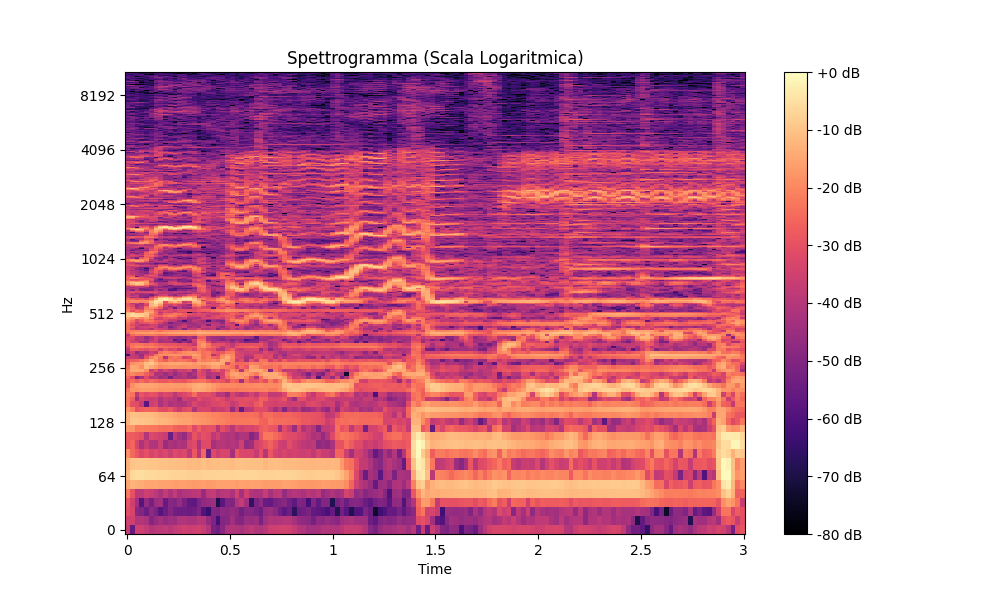 Spettrogramma (Scala Logaritmica)
Hz
8192
4096
2048
1024
512
256
128
64
0
0
0.5
1
1.5
2
2.5
3
Time
+0 dB
-10 dB
-20 dB
-30 dB
-40 dB
-50 dB
-60 dB
-70 dB
-80 dB